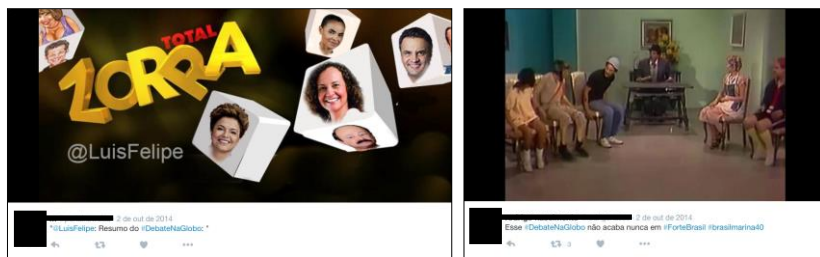 TOTAL
ZORRA
@LuisFelipe
2 de out de 2014
"@LuisFelipe: Resumo do #DebateNaGlobo: "
2 de out de 2014
Esse #DebateNaGlobo não acaba nunca em #ForteBrasil #brasilmarina40
3